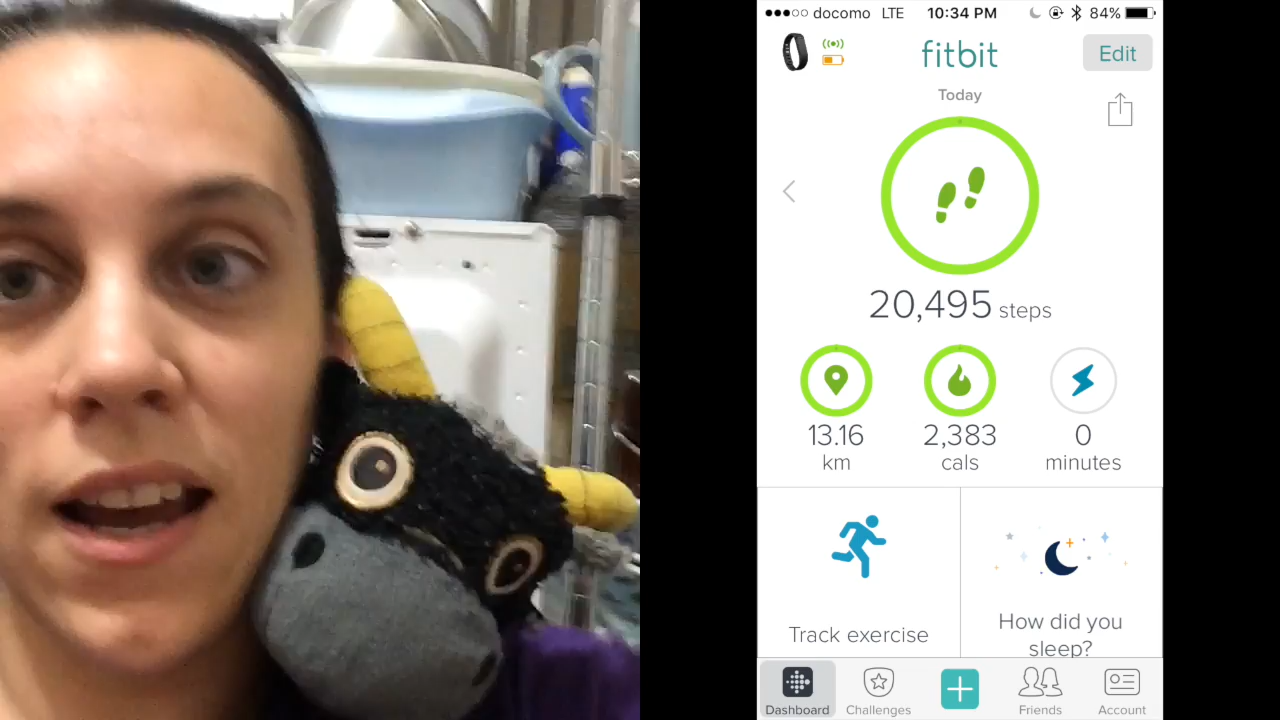 docomo LTE 10:34 PM 84%
fitbit
Edit
Today
20,495 steps
13.16
km
2,383
cals
0
minutes
Track exercise
How did you
sleep?
Dashboard
Challenges
Friends
Account